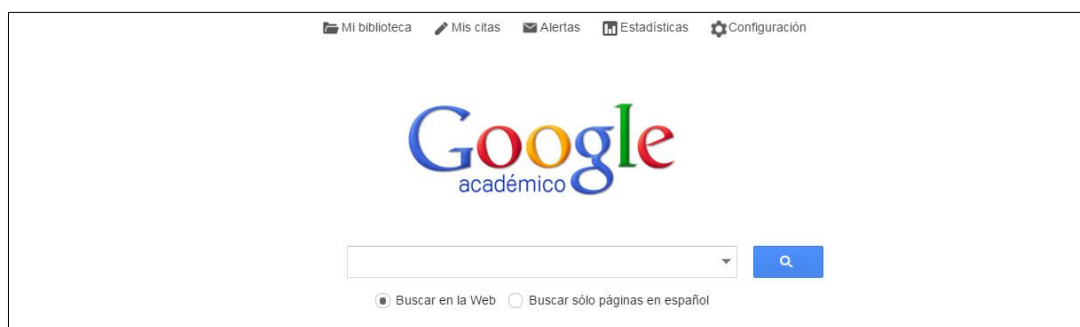 Mi biblioteca Mis citas Alertas Estadísticas Configuración
Google
académico
Buscar en la Web Buscar sólo páginas en español